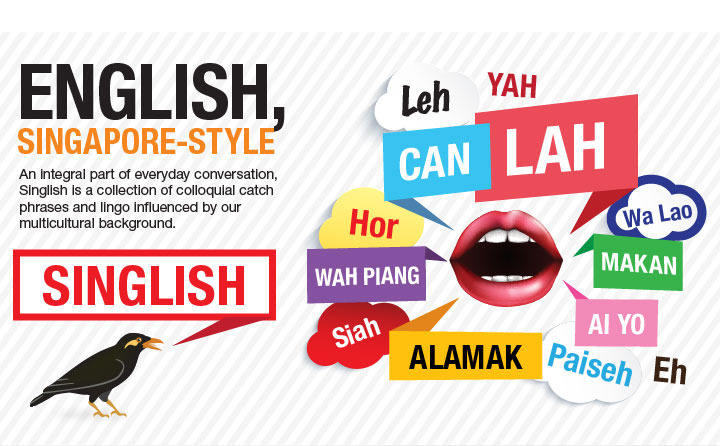 ENGLISH,
SINGAPORE-STYLE
An integral part of everyday conversation,
Singlish is a collection of colloquial catch
phrases and lingo influenced by our
multicultural background.
SINGLISH
Leh
YAH
CAN
LAH
Hor
Wa Lao
WAH PIANG
MAKAN
Siah
AI YO
ALAMAK
Paiseh
Eh